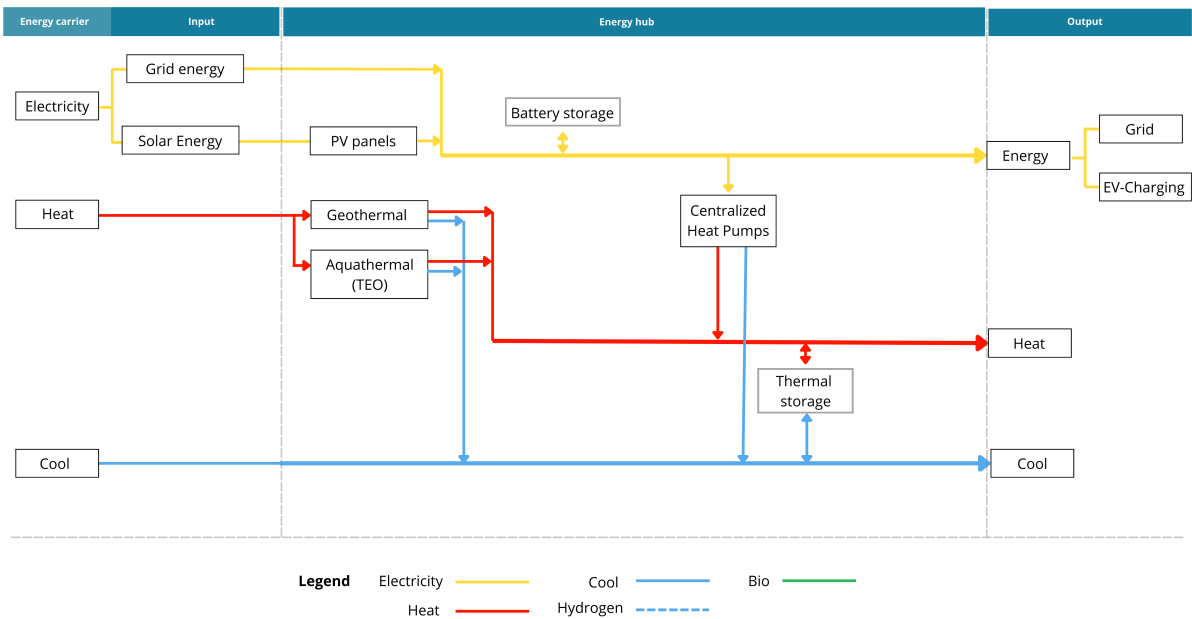 Energy carrier
Input
Energy hub
Output
Grid energy
Electricity
Solar Energy
PV panels
Battery storage
Energy
Grid
EV-Charging
Heat
Geothermal
Aquathermal
(TEO)
Centralized
Heat Pumps
Heat
Thermal
storage
Cool
Cool
Legend
Electricity
Cool
Bio
Heat
Hydrogen